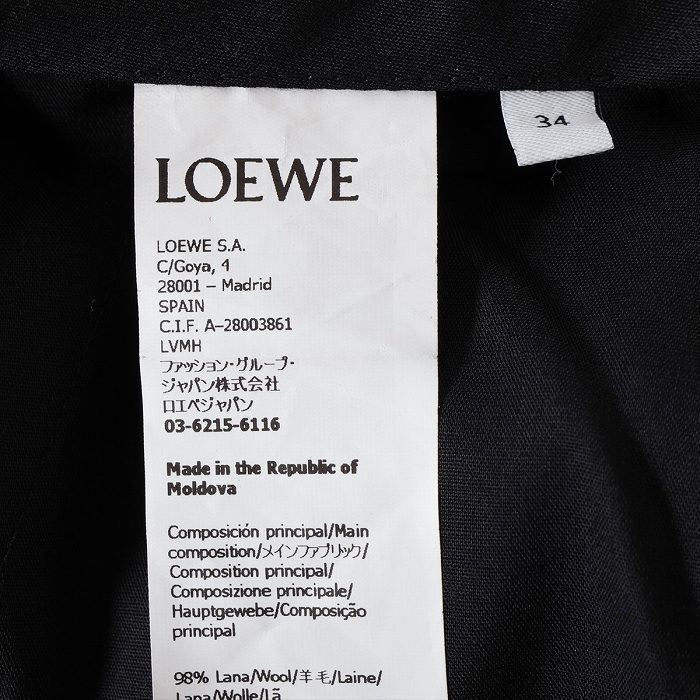 34
LOEWE
LOEWE S.A.
C/Goya, 4
28001 – Madrid
SPAIN
C.I.F. A-28003861
LVMH
ファッション・グループ・
ジャパン株式会社
ロエベジャパン
03-6215-6116
Made in the Republic of
Moldova
Composición principal/Main
composition/メインファブリック/
Composition principal/
Composizione principale/
Hauptgewebe/Composição
principal
98% Lana/Wool/羊毛/Laine/
Lana/Wolle/Lã